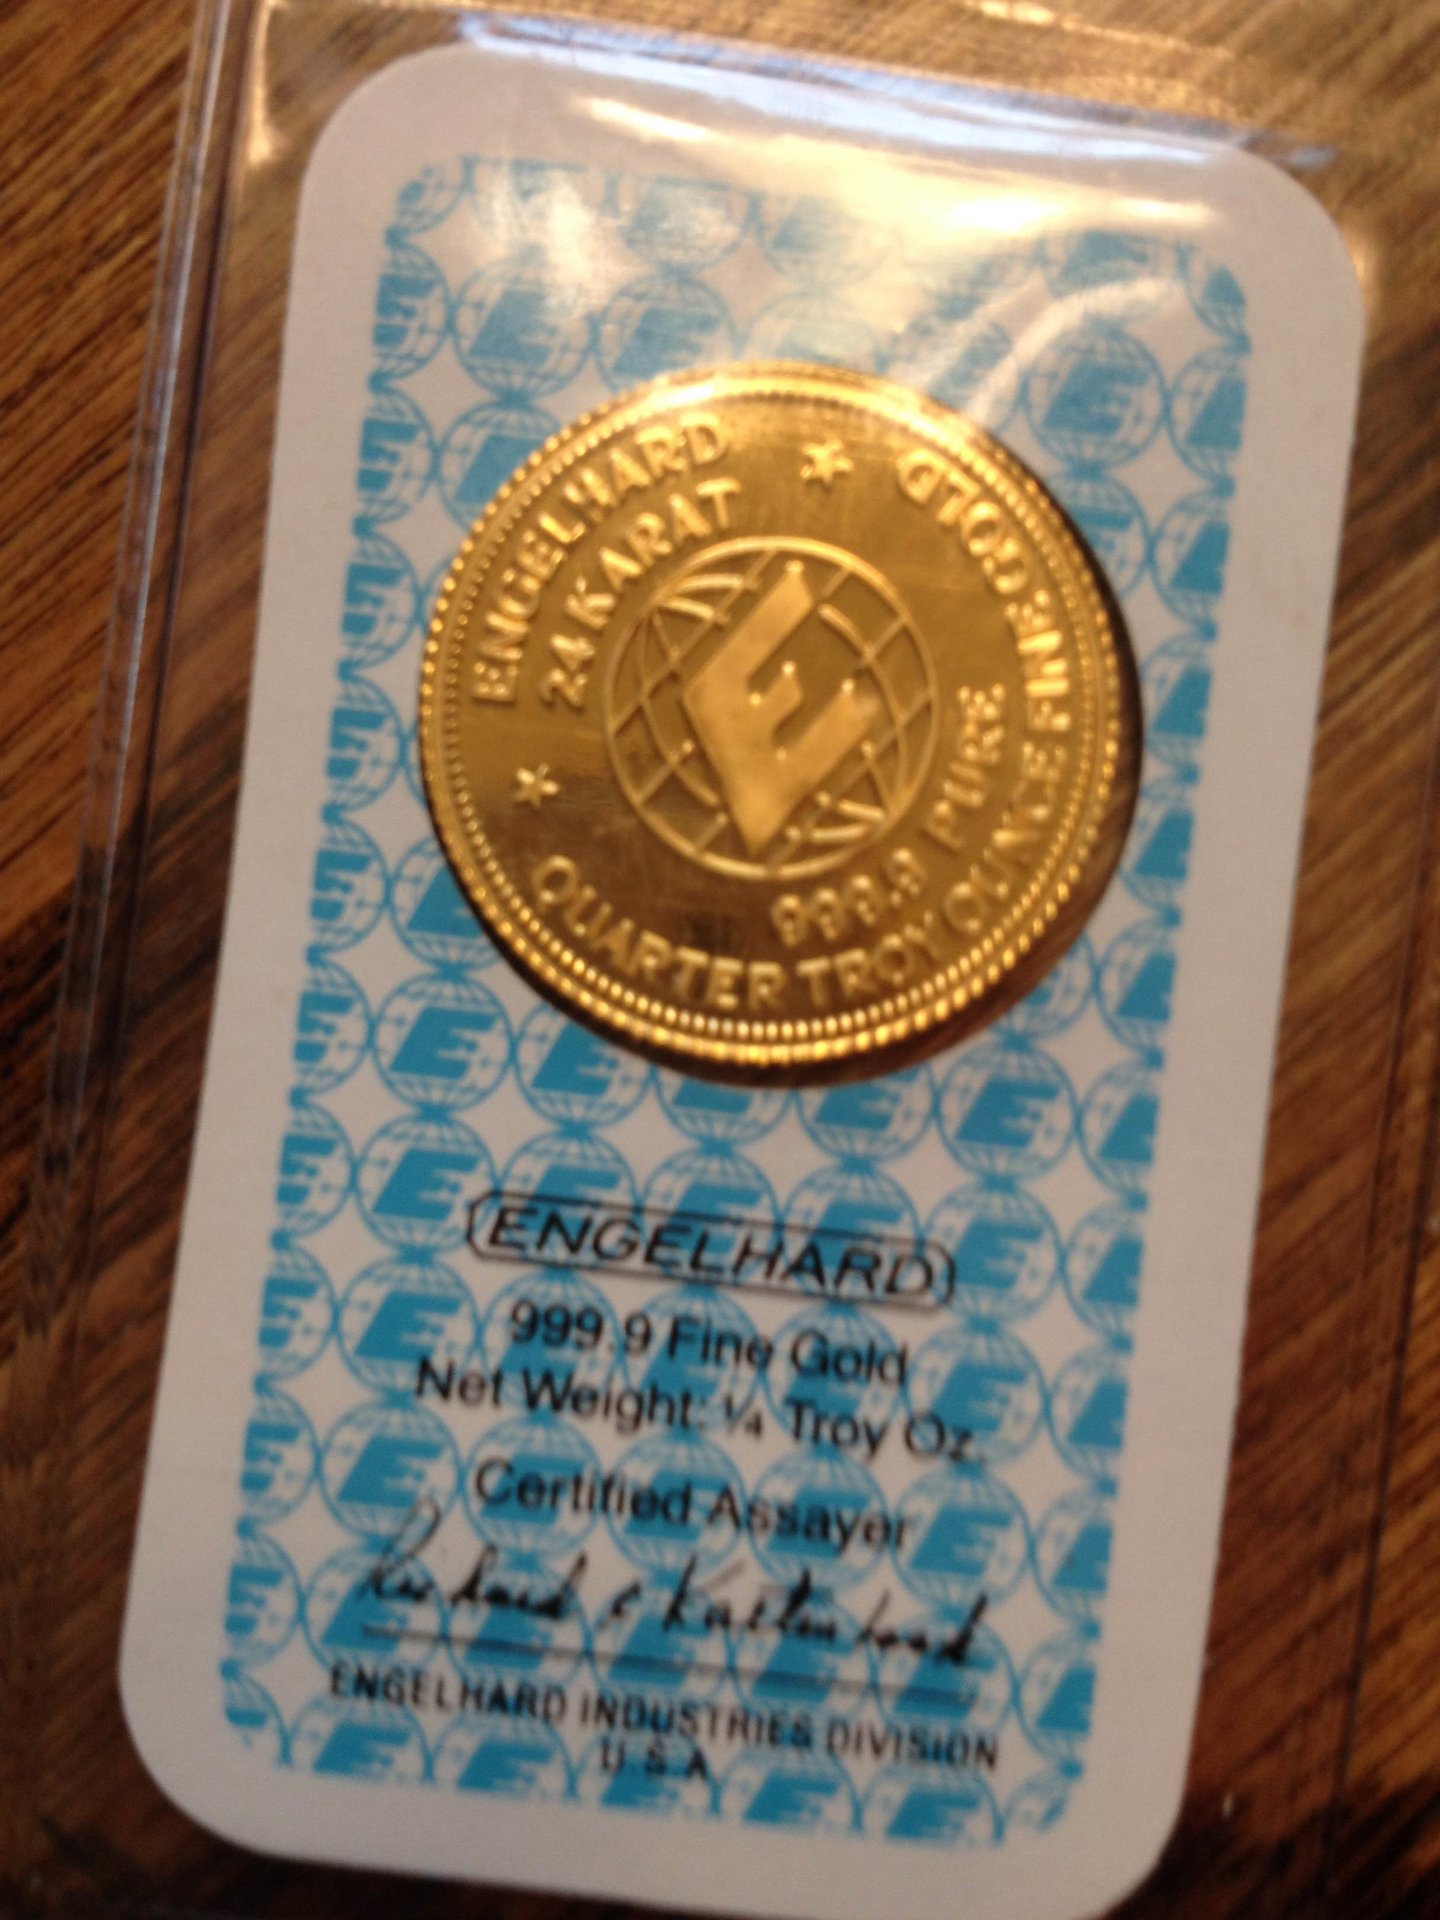 ENGELHARD
24 KARAT
E
999.9 PURE
QUARTER TROY OUNCE FINE GOLD
ENGELHARD
999.9 Fine Gold
Net Weight: ¼ Troy Oz.
Certified Assayer
ENGELHARD INDUSTRIES DIVISION
U.S.A